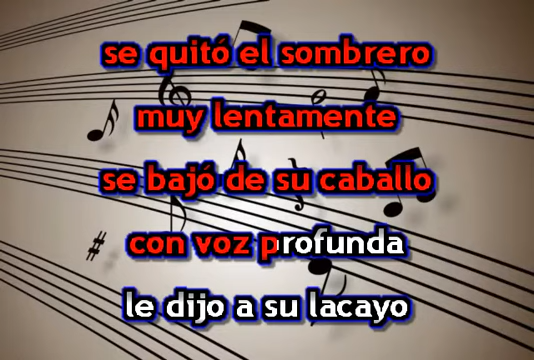 se quitó el sombrero
muy lentamente
se bajó de su caballo
con voz profunda
le dijo a su lacayo